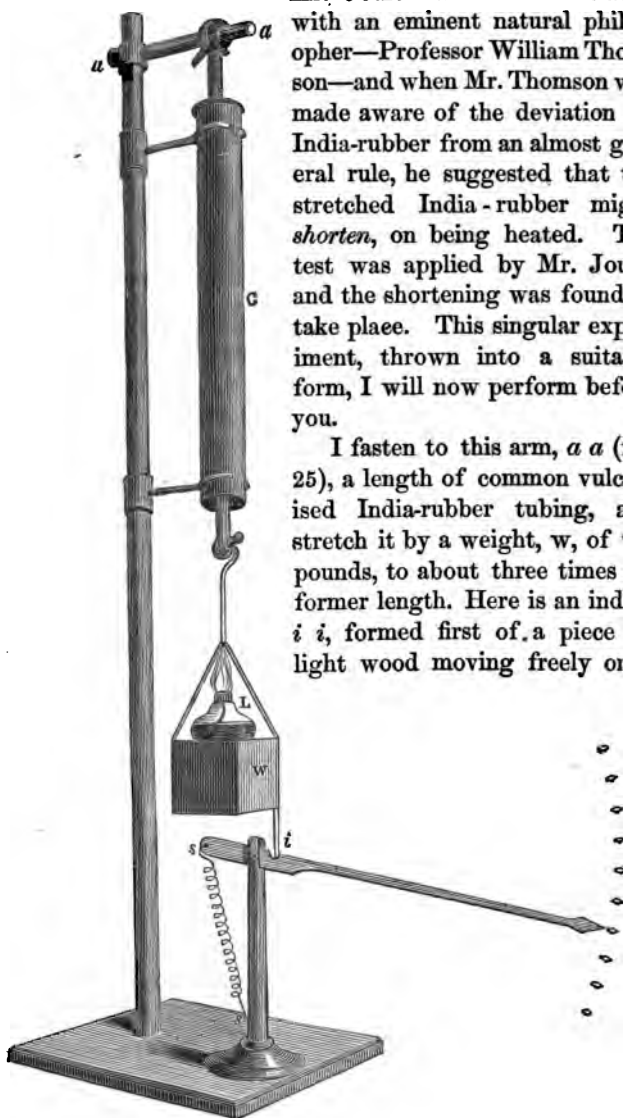 with an eminent natural phil
opher—Professor William Tho
son—and when Mr. Thomson w
made aware of the deviation
India-rubber from an almost g
eral rule, he suggested that t
stretched India-rubber mig
shorten, on being heated. T
test was applied by Mr. Jou
and the shortening was found
take plaee. This singular exp
iment, thrown into a suita
form, I will now perform befo
you.
I fasten to this arm, a a (
25), a length of common vulc
ised India-rubber tubing, a
stretch it by a weight, w, of
pounds, to about three times
former length. Here is an ind
i i, formed first of a piece
light wood moving freely on
a
a
C
L
W
i
s
s